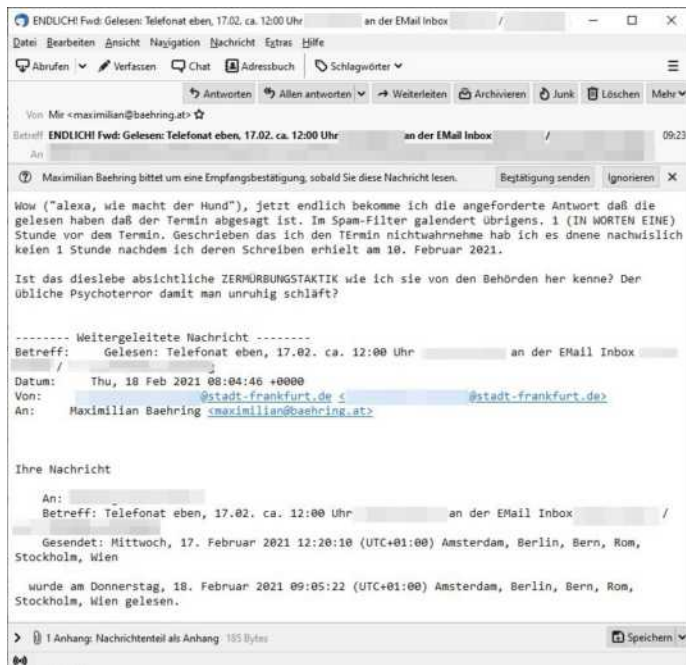 ENDLICH! Fwd: Gelesen: Telefonat eben, 17.02. ca. 12:00 Uhr an der EMail Inbox /
Datei Bearbeiten Ansicht Navigation Nachricht Extras Hilfe
Abrufen Verfassen Chat Adressbuch Schlagwörter
Antworten Allen antworten Weiterleiten Archivieren Junk Löschen Mehr
Von Mir <maximilian@baehring.at>
Betreff ENDLICH! Fwd: Gelesen: Telefonat eben, 17.02. ca. 12:00 Uhr an der EMail Inbox / 09:23
An
Maximilian Baehring bittet um eine Empfangsbestätigung, sobald Sie diese Nachricht lesen. Bestätigung senden Ignorieren
Wow ("alexa, wie macht der Hund"), jetzt endlich bekomme ich die angeforderte Antwort daß die
gelesen haben daß der Termin abgesagt ist. Im Spam-Filter galendert übrigens. 1 (IN WORTEN EINE)
Stunde vor dem Termin. Geschrieben das ich den TErmin nichtwahrnehme hab ich es dnene nachwislich
keien 1 Stunde nachdem ich deren Schreiben erhielt am 10. Februar 2021.
Ist das dieslebe absichtliche ZERMÜRBUNGSTAKTIK wie ich sie von den Behörden her kenne? Der
übliche Psychoterror damit man unruhig schläft?
-------- Weitergeleitete Nachricht --------
Betreff: Gelesen: Telefonat eben, 17.02. ca. 12:00 Uhr an der EMail Inbox
/
Datum: Thu, 18 Feb 2021 08:04:46 +0000
Von: @stadt-frankfurt.de < @stadt-frankfurt.de>
An: Maximilian Baehring <maximilian@baehring.at>
Ihre Nachricht
An:
Betreff: Telefonat eben, 17.02. ca. 12:00 Uhr an der EMail Inbox /
Gesendet: Mittwoch, 17. Februar 2021 12:20:10 (UTC+01:00) Amsterdam, Berlin, Bern, Rom,
Stockholm, Wien
wurde am Donnerstag, 18. Februar 2021 09:05:22 (UTC+01:00) Amsterdam, Berlin, Bern, Rom,
Stockholm, Wien gelesen.
1 Anhang: Nachrichtenteil als Anhang 185 Bytes Speichern